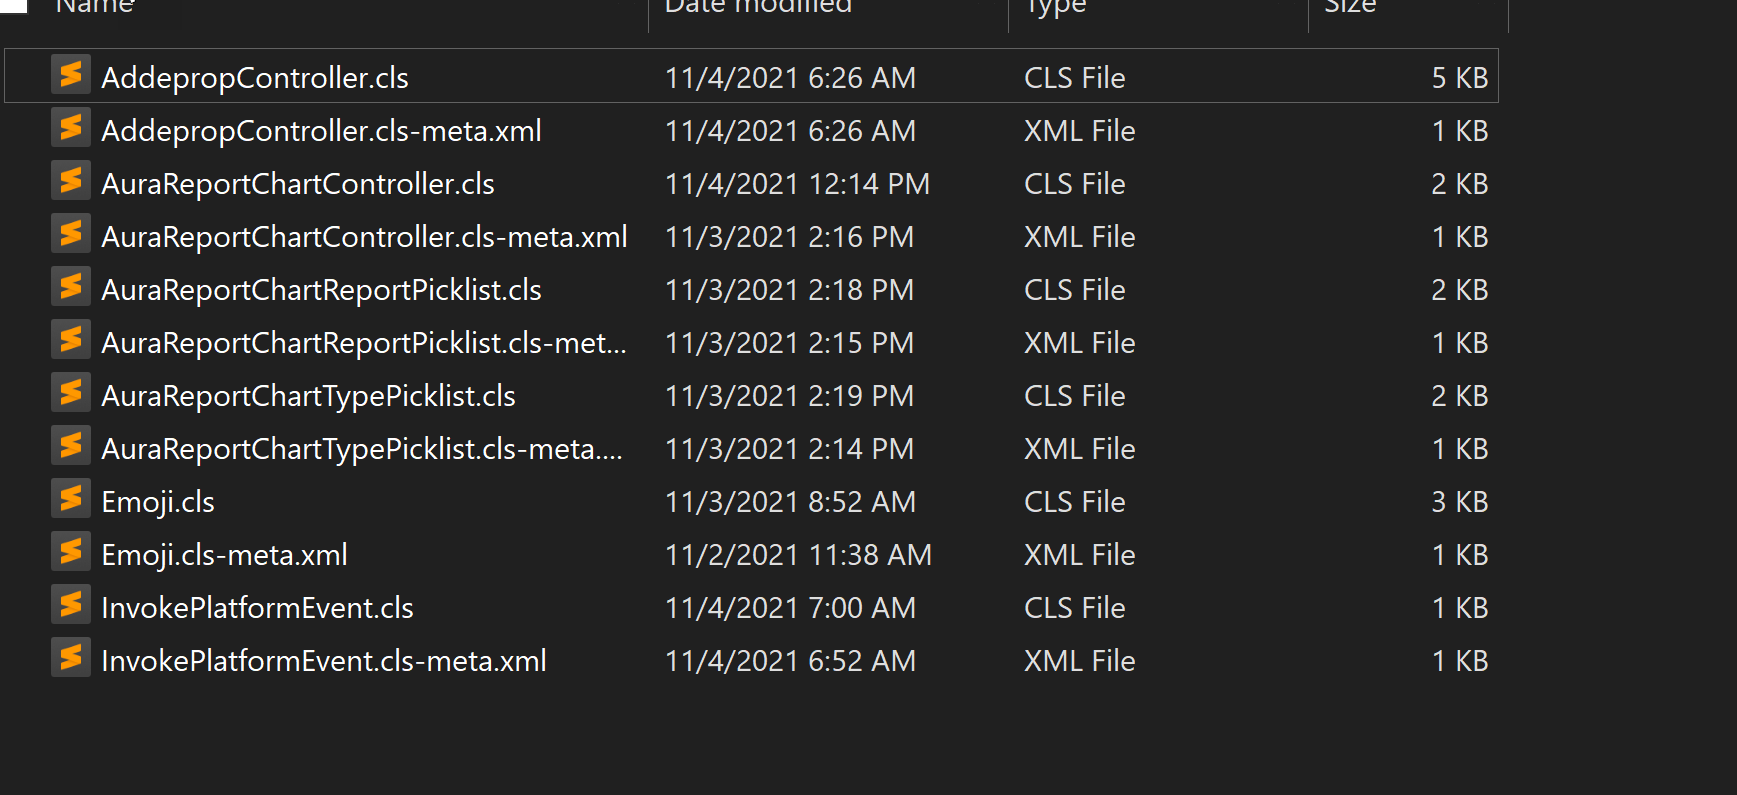 Name Date modified Type Size
AddepropController.cls 11/4/2021 6:26 AM CLS File 5 KB
AddepropController.cls-meta.xml 11/4/2021 6:26 AM XML File 1 KB
AuraReportChartController.cls 11/4/2021 12:14 PM CLS File 2 KB
AuraReportChartController.cls-meta.xml 11/3/2021 2:16 PM XML File 1 KB
AuraReportChartReportPicklist.cls 11/3/2021 2:18 PM CLS File 2 KB
AuraReportChartReportPicklist.cls-met... 11/3/2021 2:15 PM XML File 1 KB
AuraReportChartTypePicklist.cls 11/3/2021 2:19 PM CLS File 2 KB
AuraReportChartTypePicklist.cls-meta.... 11/3/2021 2:14 PM XML File 1 KB
Emoji.cls 11/3/2021 8:52 AM CLS File 3 KB
Emoji.cls-meta.xml 11/2/2021 11:38 AM XML File 1 KB
InvokePlatformEvent.cls 11/4/2021 7:00 AM CLS File 1 KB
InvokePlatformEvent.cls-meta.xml 11/4/2021 6:52 AM XML File 1 KB